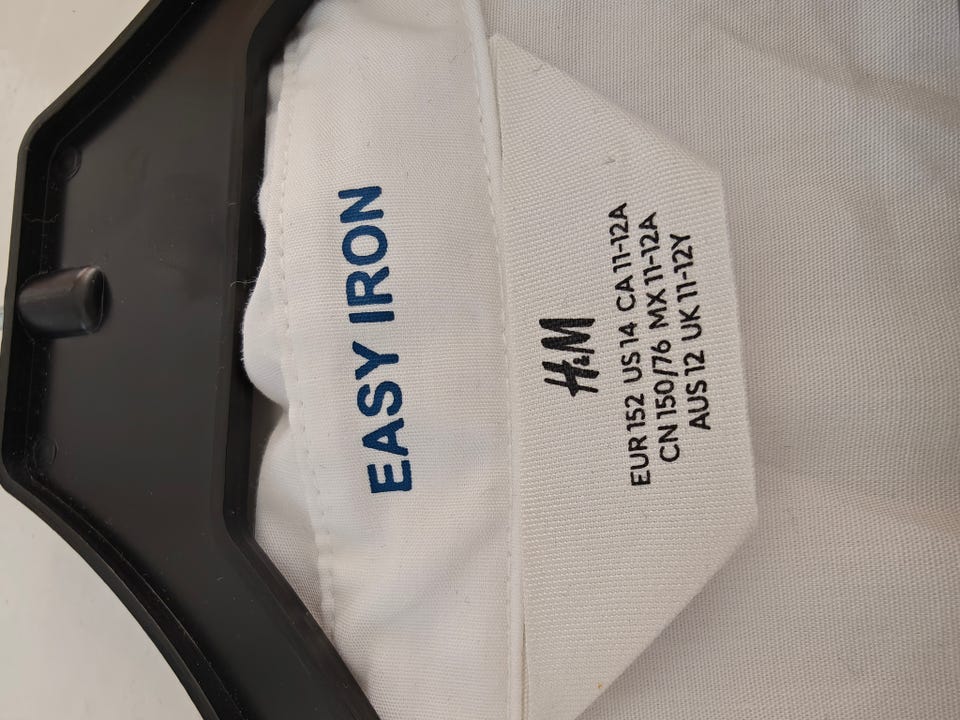 EASY IRON
H&M
EUR 152 US 14 CA 11-12A
CN 150/76 MX 11-12A
AUS 12 UK 11-12Y